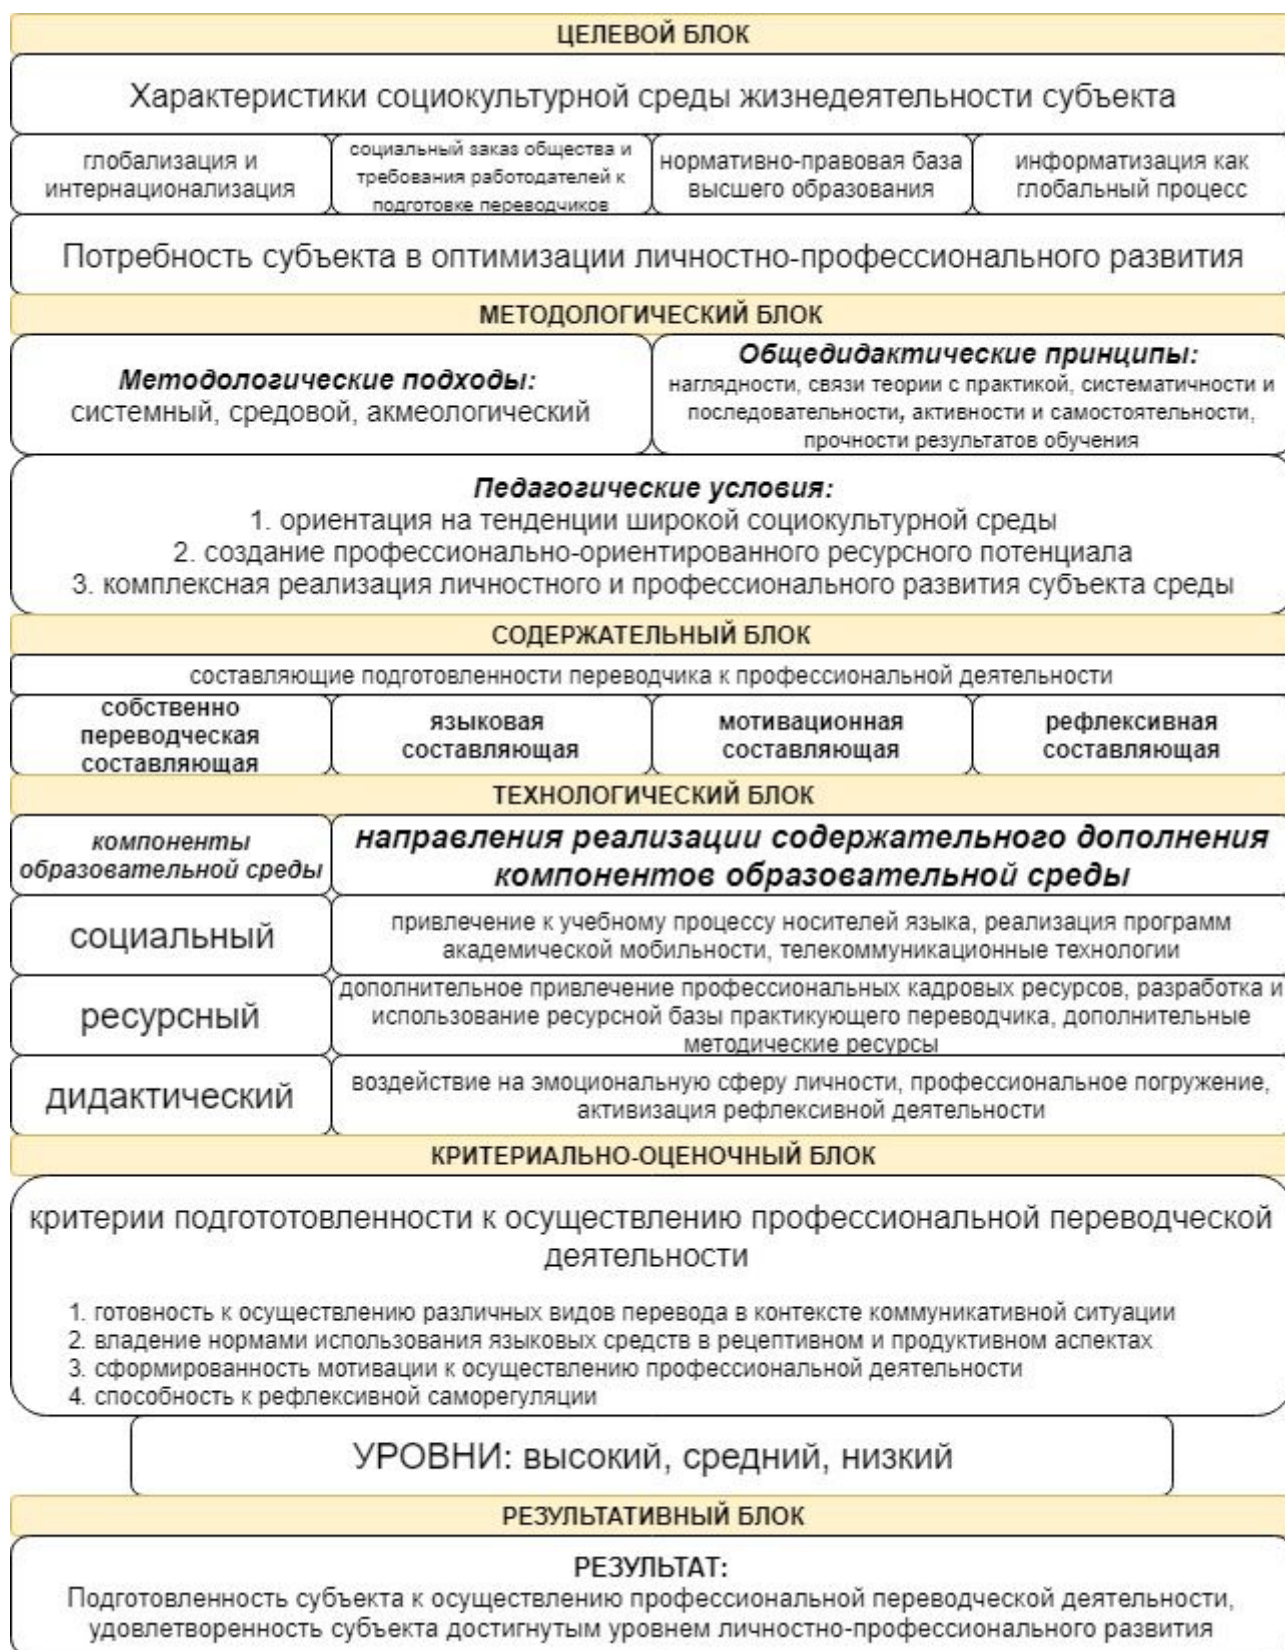 ЦЕЛЕВОЙ БЛОК
Характеристики социокультурной среды жизнедеятельности субъекта
глобализация и
интернационализация
социальный заказ общества и
требования работодателей к
подготовке переводчиков
нормативно-правовая база
высшего образования
информатизация как
глобальный процесс
Потребность субъекта в оптимизации личностно-профессионального развития
МЕТОДОЛОГИЧЕСКИЙ БЛОК
Методологические подходы:
системный, средовой, акмеологический
Общедидактические принципы:
наглядности, связи теории с практикой, систематичности и
последовательности, активности и самостоятельности,
прочности результатов обучения
Педагогические условия:
1. ориентация на тенденции широкой социокультурной среды
2. создание профессионально-ориентированного ресурсного потенциала
3. комплексная реализация личностного и профессионального развития субъекта среды
СОДЕРЖАТЕЛЬНЫЙ БЛОК
составляющие подготовленности переводчика к профессиональной деятельности
собственно
переводческая
составляющая
языковая
составляющая
мотивационная
составляющая
рефлексивная
составляющая
ТЕХНОЛОГИЧЕСКИЙ БЛОК
компоненты
образовательной среды
направления реализации содержательного дополнения
компонентов образовательной среды
социальный
привлечение к учебному процессу носителей языка, реализация программ
академической мобильности, телекоммуникационные технологии
ресурсный
дополнительное привлечение профессиональных кадровых ресурсов, разработка и
использование ресурсной базы практикующего переводчика, дополнительные
методические ресурсы
дидактический
воздействие на эмоциональную сферу личности, профессиональное погружение,
активизация рефлексивной деятельности
КРИТЕРИАЛЬНО-ОЦЕНОЧНЫЙ БЛОК
критерии подгототовленности к осуществлению профессиональной переводческой
деятельности
1. готовность к осуществлению различных видов перевода в контексте коммуникативной ситуации
2. владение нормами использования языковых средств в рецептивном и продуктивном аспектах
3. сформированность мотивации к осуществлению профессиональной деятельности
4. способность к рефлексивной саморегуляции
УРОВНИ: высокий, средний, низкий
РЕЗУЛЬТАТИВНЫЙ БЛОК
РЕЗУЛЬТАТ:
Подготовленность субъекта к осуществлению профессиональной переводческой деятельности,
удовлетворенность субъекта достигнутым уровнем личностно-профессионального развития